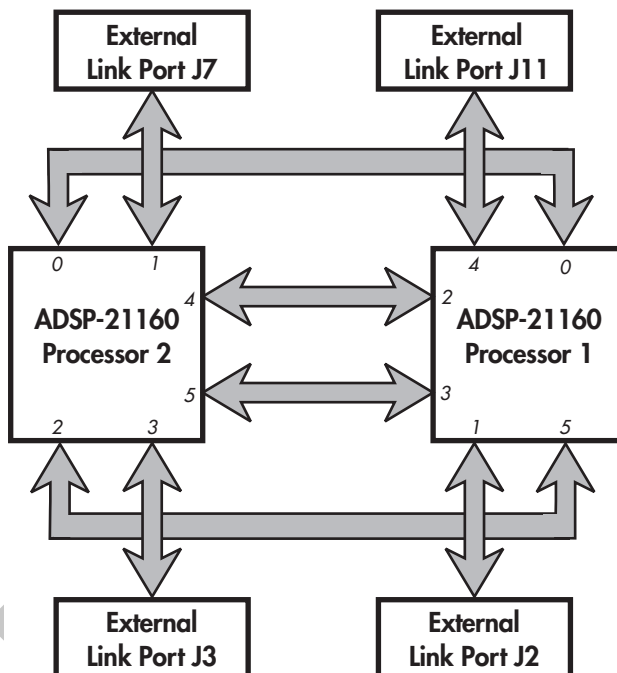 External
Link Port J7
External
Link Port J11
0
1
4
0
4
2
ADSP-21160
Processor 2
ADSP-21160
Processor 1
5
3
2
3
1
5
External
Link Port J3
External
Link Port J2